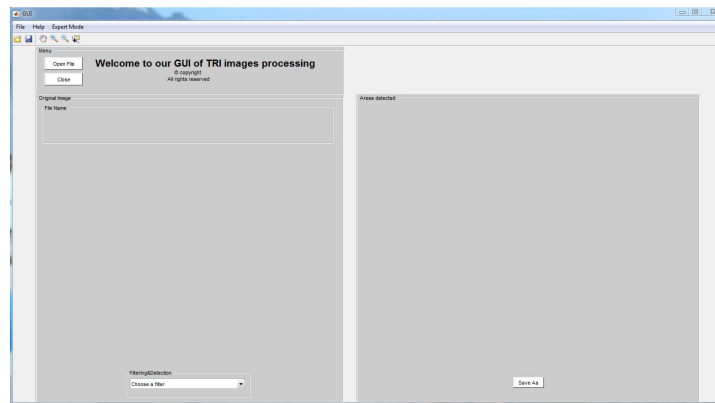 GUI
File Help Expert Mode
Menu
Open File
Welcome to our GUI of TRI images processing
© copyright
Close
All rights reserved
Original Image
Areas detected
File Name
Filtering&Detection
Choose a filter
Save As